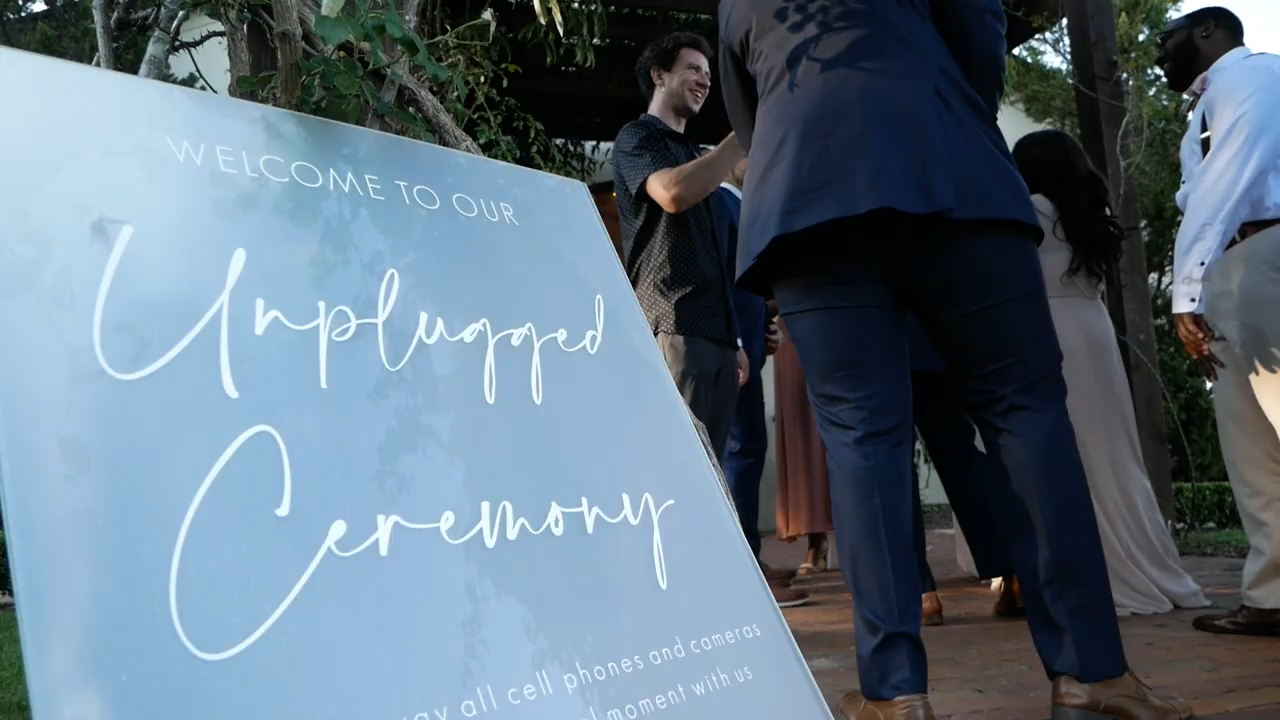 WELCOME TO OUR
Unplugged
Ceremony
all cell phones and cameras
moment with us